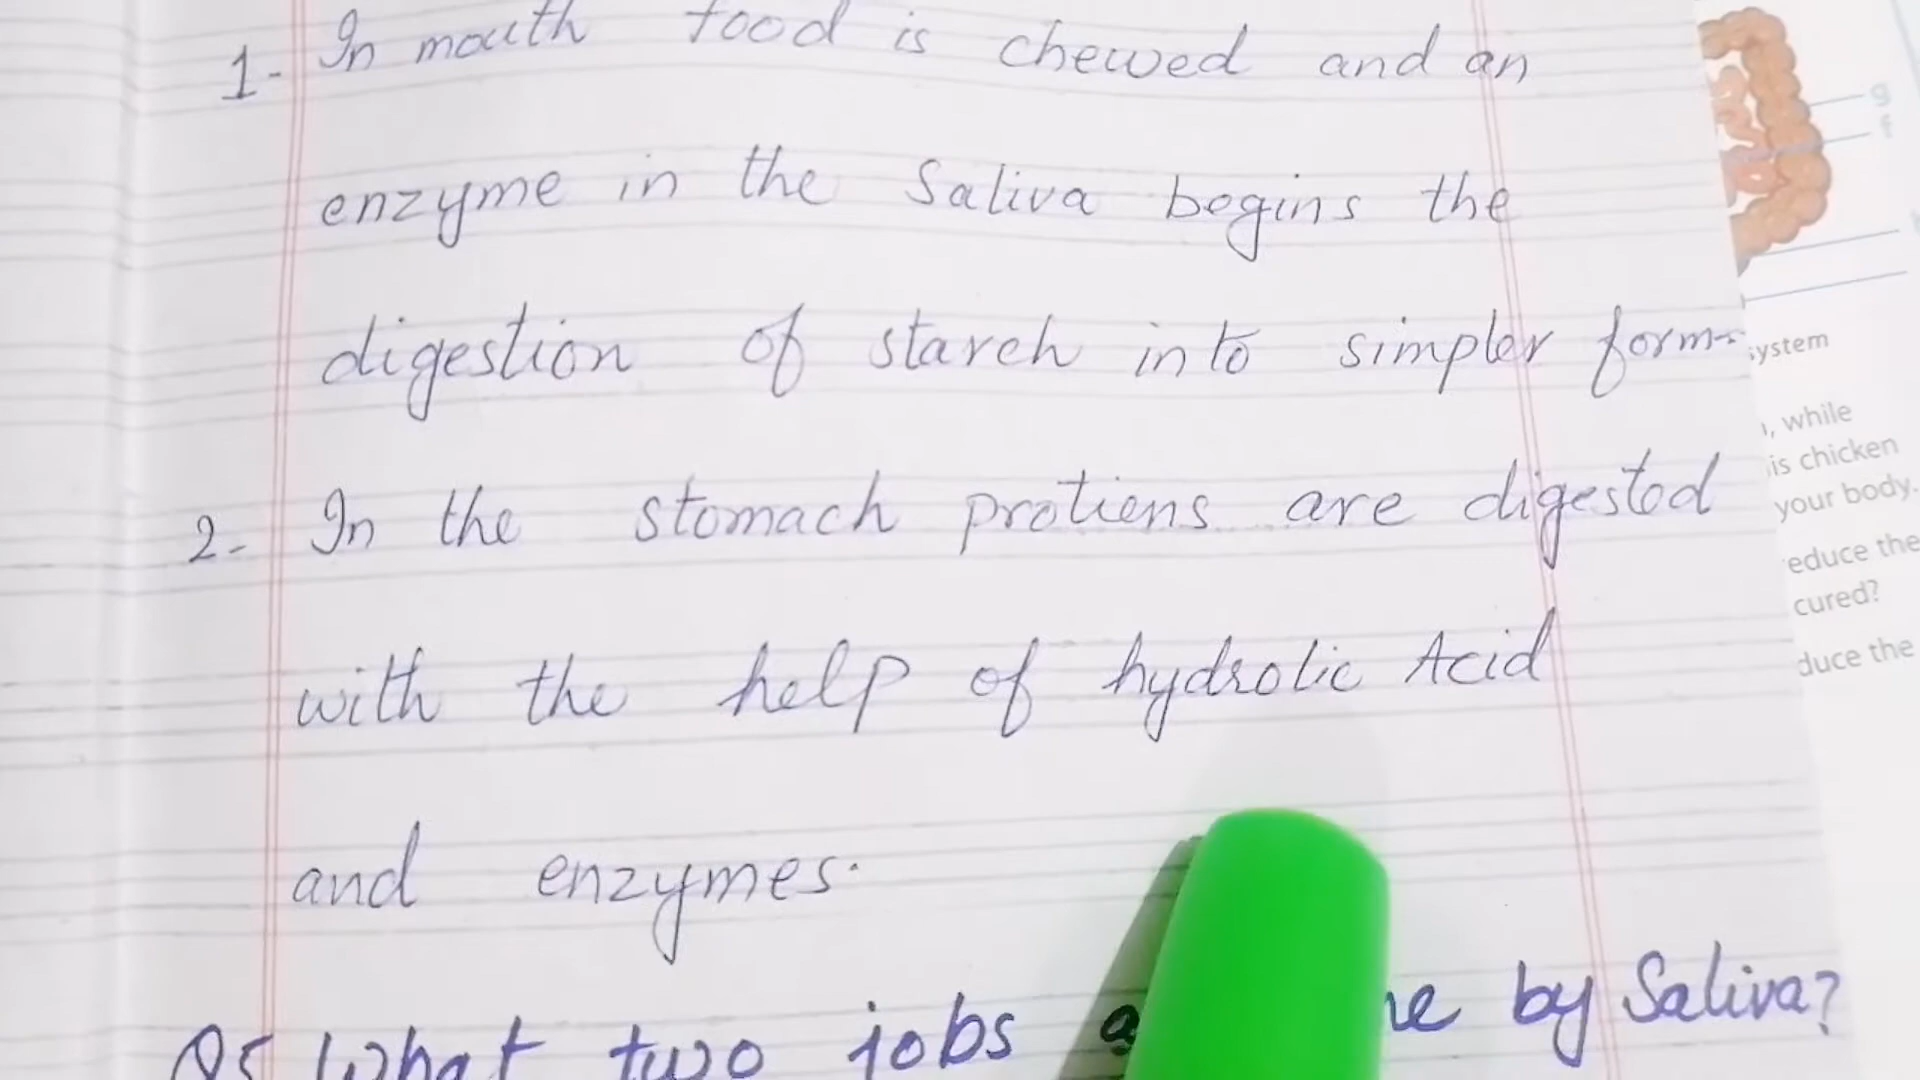 1- In mouth food is chewed and an
enzyme in the Saliva begins the
digestion of starch into simpler form-
2- In the stomach protiens are digested
with the help of hydrolic Acid
and enzymes.
Q5 What two jobs by Saliva?
g
f
system
, while
is chicken
your body.
educe the
cured?
duce the